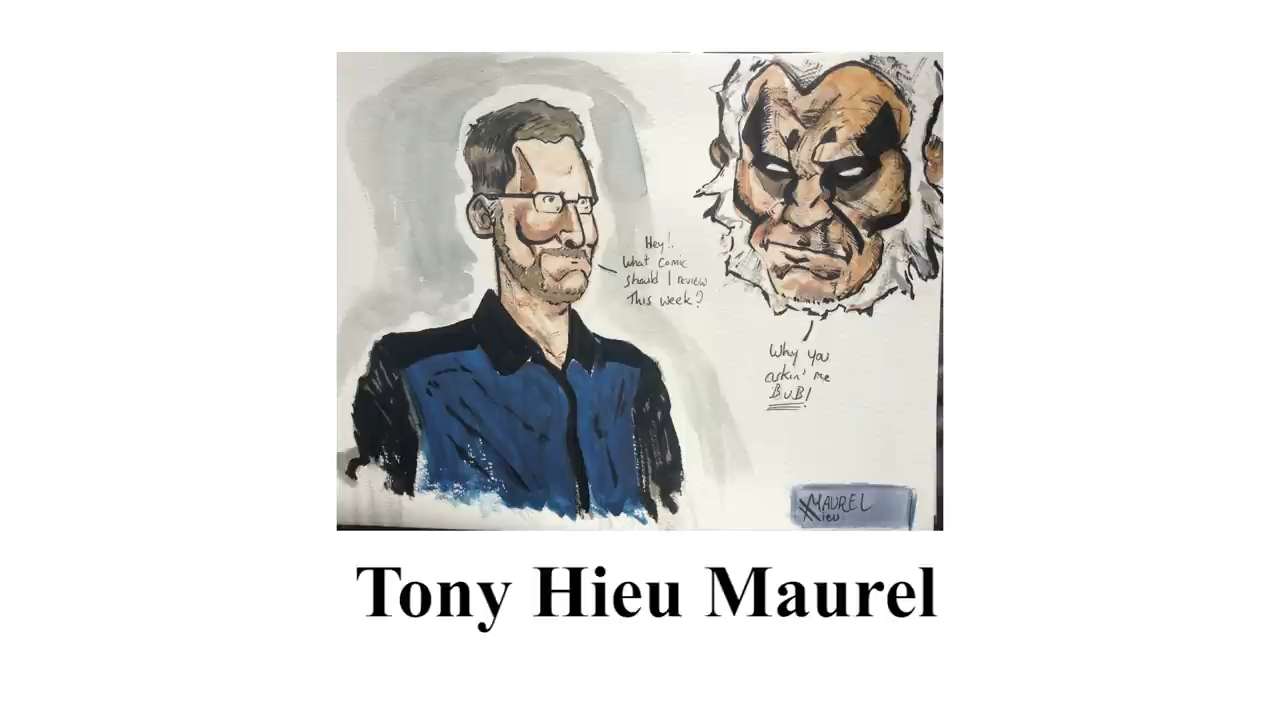 Hey!.
What Comic
should I review
This week?
Why you
askin' me
BUB!
MAUREL
Hieu
Tony Hieu Maurel